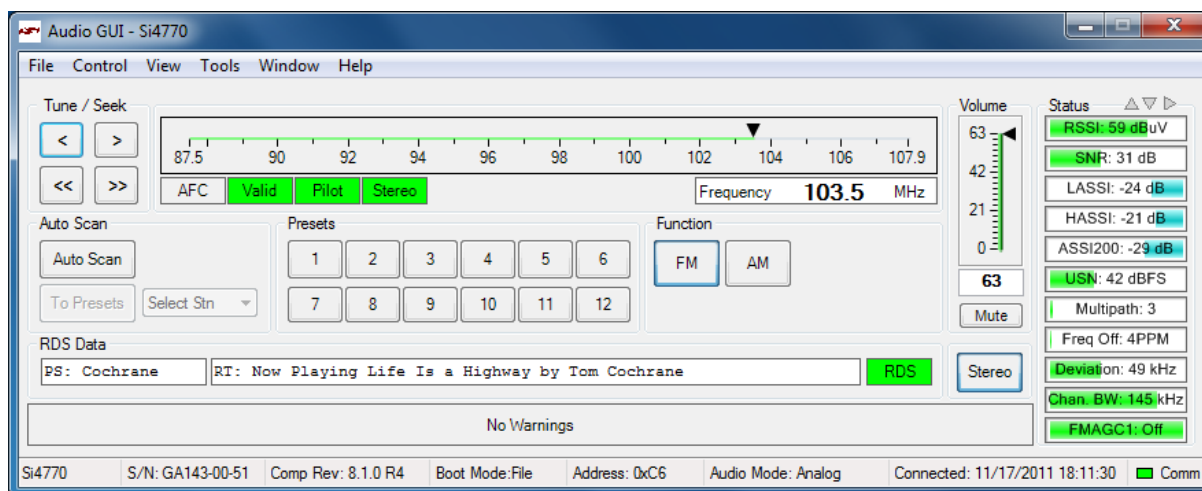 Audio GUI - Si4770
File Control View Tools Window Help
Tune / Seek
< >
<< >>
87.5 90 92 94 96 98 100 102 104 106 107.9
AFC Valid Pilot Stereo
Frequency 103.5 MHz
Auto Scan
Auto Scan
To Presets Select Stn
Presets
1 2 3 4 5 6
7 8 9 10 11 12
Function
FM AM
Volume
63
42
21
0
63
Mute
Status
RSSI: 59 dBuV
SNR: 31 dB
LASSI: -24 dB
HASSI: -21 dB
ASSI200: -29 dB
USN: 42 dBFS
Multipath: 3
Freq Off: 4PPM
Deviation: 49 kHz
Chan. BW: 145 kHz
FMAGC1: Off
RDS Data
PS: Cochrane
RT: Now Playing Life Is a Highway by Tom Cochrane
RDS
Stereo
No Warnings
Si4770 S/N: GA143-00-51 Comp Rev: 8.1.0 R4 Boot Mode:File Address: 0xC6 Audio Mode: Analog Connected: 11/17/2011 18:11:30 Comm